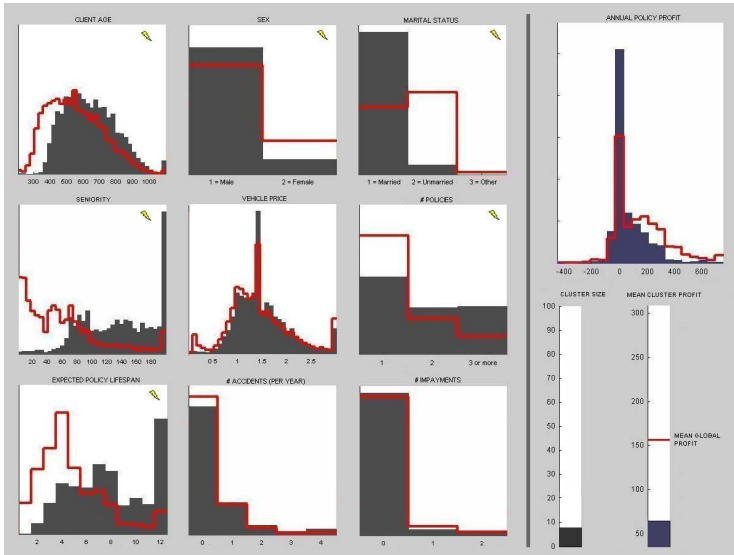 CLIENT AGE
300 400 500 600 700 800 900 1000
SEX
1 = Male 2 = Female
MARITAL STATUS
1 = Married 2 = Unmarried 3 = Other
SENIORITY
20 40 60 80 100 120 140 160 180
VEHICLE PRICE
0.5 1 1.5 2 2.5
# POLICIES
1 2 3 or more
EXPECTED POLICY LIFESPAN
2 4 6 8 10 12
# ACCIDENTS (PER YEAR)
0 1 2 3 4
# IMPAYMENTS
0 1 2
ANNUAL POLICY PROFIT
-400 -200 0 200 400 600
CLUSTER SIZE
100
90
80
70
60
50
40
30
20
10
0
MEAN CLUSTER PROFIT
300
250
200
150
100
50
MEAN GLOBAL
PROFIT